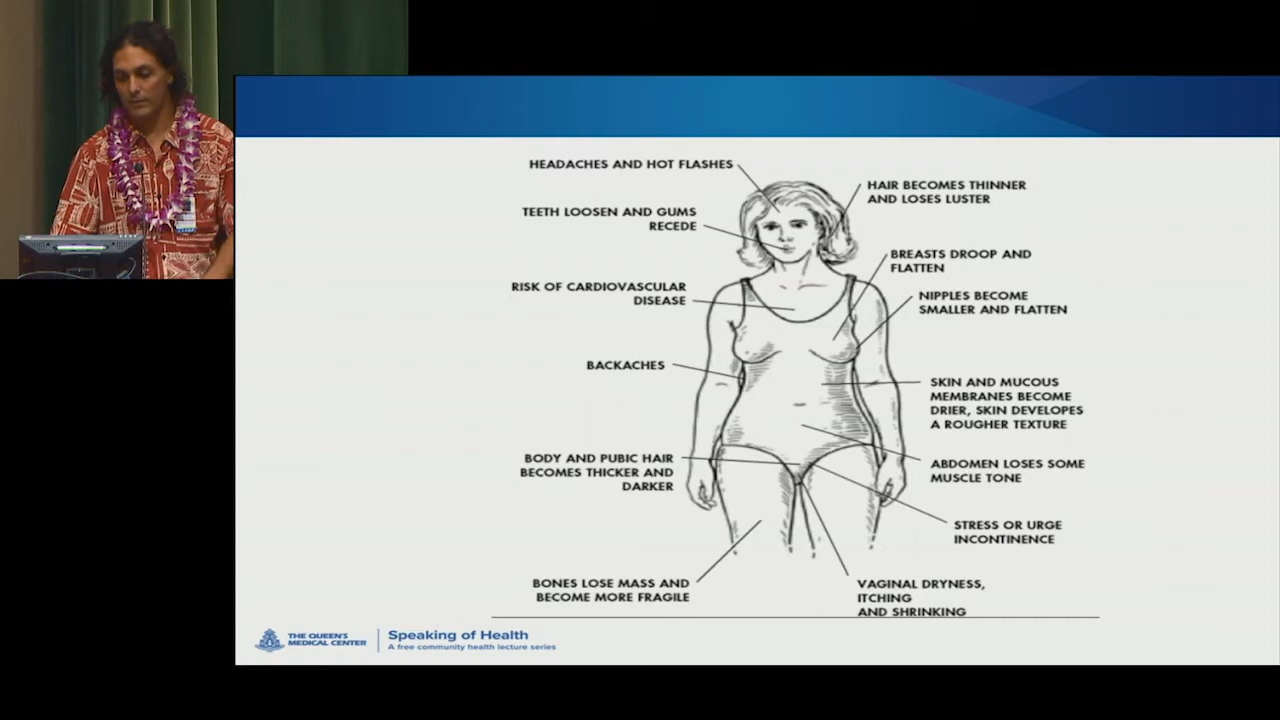 HEADACHES AND HOT FLASHES
HAIR BECOMES THINNER
AND LOSES LUSTER
TEETH LOOSEN AND GUMS
RECEDE
BREASTS DROOP AND
FLATTEN
RISK OF CARDIOVASCULAR
DISEASE
NIPPLES BECOME
SMALLER AND FLATTEN
BACKACHES
SKIN AND MUCOUS
MEMBRANES BECOME
DRIER, SKIN DEVELOPES
A ROUGHER TEXTURE
BODY AND PUBIC HAIR
BECOMES THICKER AND
DARKER
ABDOMEN LOSES SOME
MUSCLE TONE
STRESS OR URGE
INCONTINENCE
BONES LOSE MASS AND
BECOME MORE FRAGILE
VAGINAL DRYNESS,
ITCHING
AND SHRINKING
THE QUEEN'S
MEDICAL CENTER
Speaking of Health
A free community health lecture series